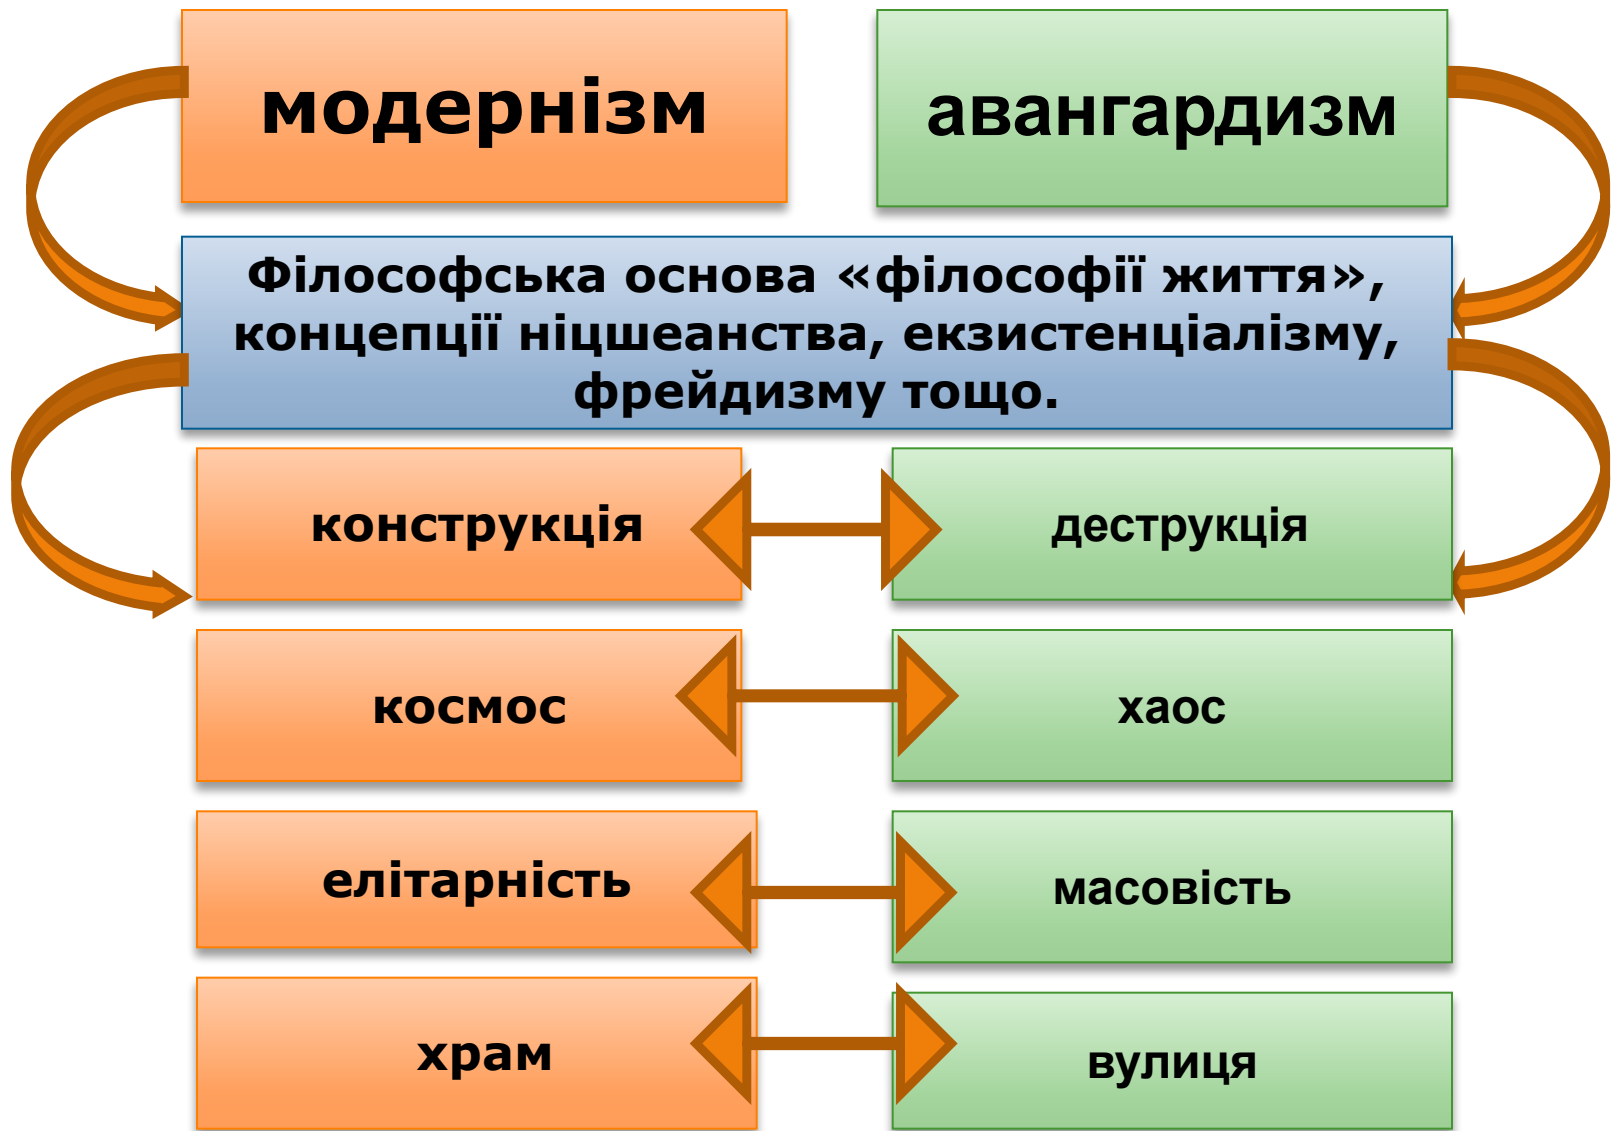 модернізм
авангардизм
Філософська основа «філософії життя»,
концепції ніцшеанства, екзистенціалізму,
фрейдизму тощо.
конструкція
деструкція
космос
хаос
елітарність
масовість
храм
вулиця